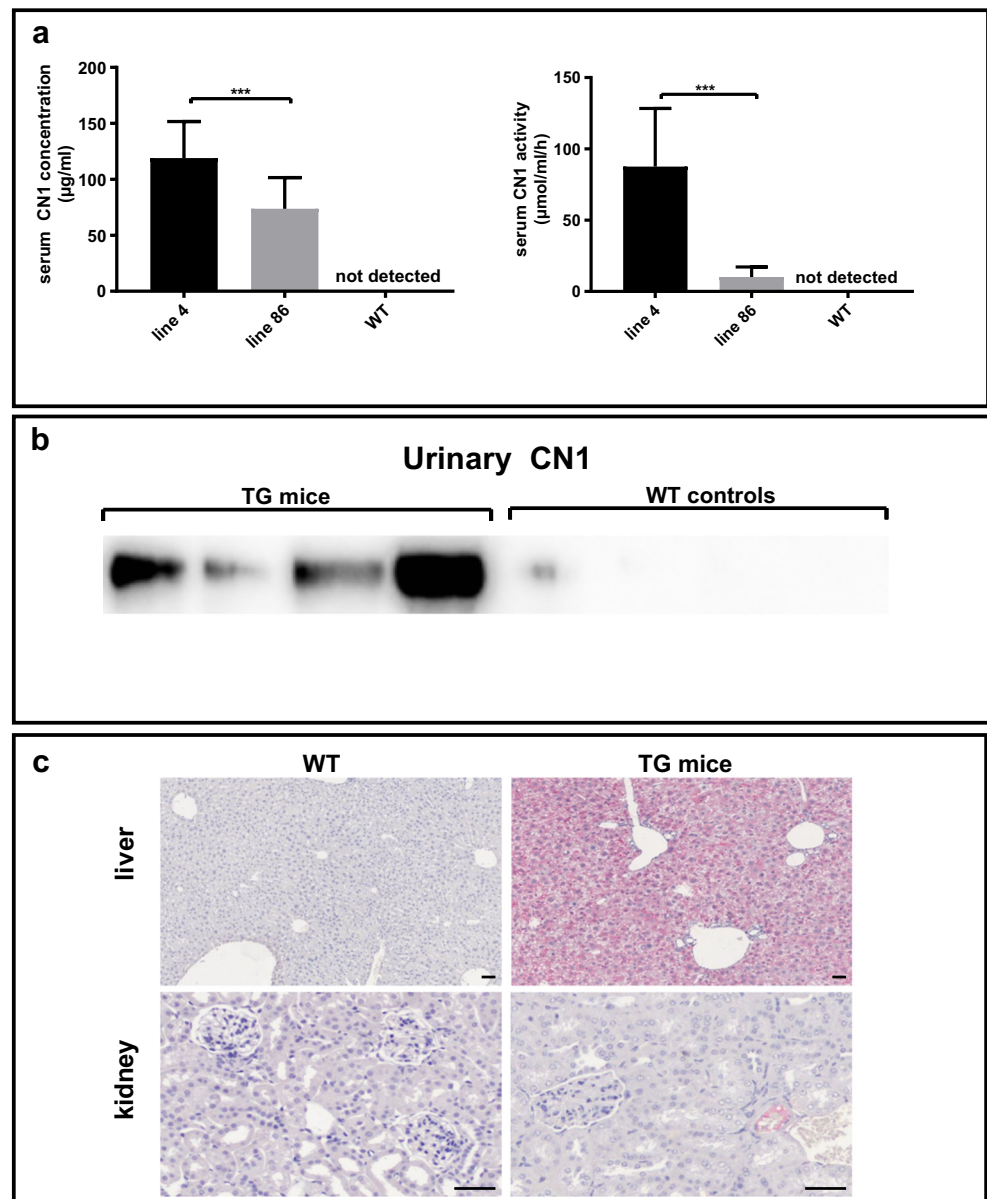 a
serum CN1 concentration
(µg/ml)
200
150
100
50
0
***
not detected
line 4
line 86
WT
serum CN1 activity
(µmol/ml/h)
150
100
50
0
***
not detected
line 4
line 86
WT
b
Urinary CN1
TG mice
WT controls
c
WT
TG mice
liver
kidney